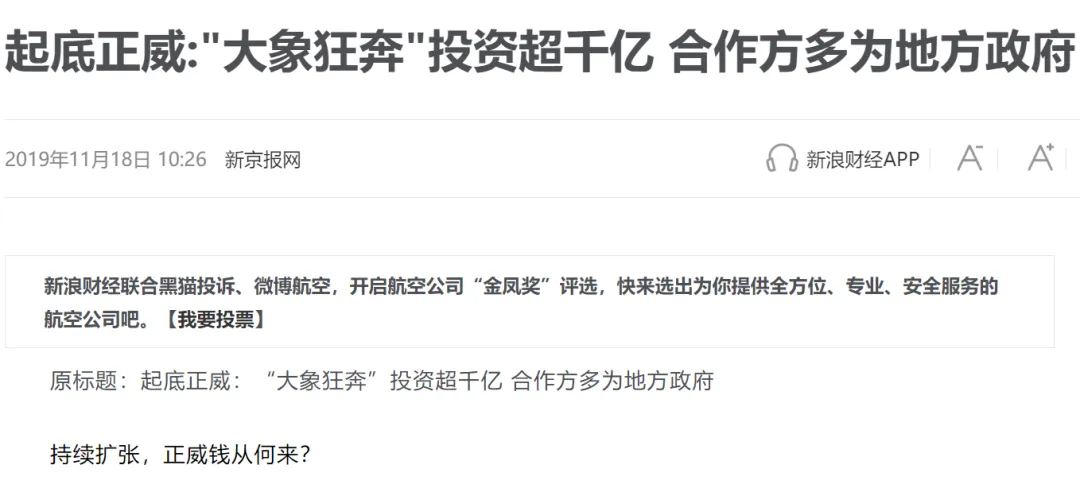 起底正威:"大象狂奔"投资超千亿 合作方多为地方政府
2019年11月18日 10:26 新京报网 新浪财经APP A- A+
新浪财经联合黑猫投诉、微博航空，开启航空公司“金凤奖”评选，快来选出为你提供全方位、专业、安全服务的
航空公司吧。【我要投票】
原标题：起底正威：“大象狂奔”投资超千亿 合作方多为地方政府
持续扩张，正威钱从何来？